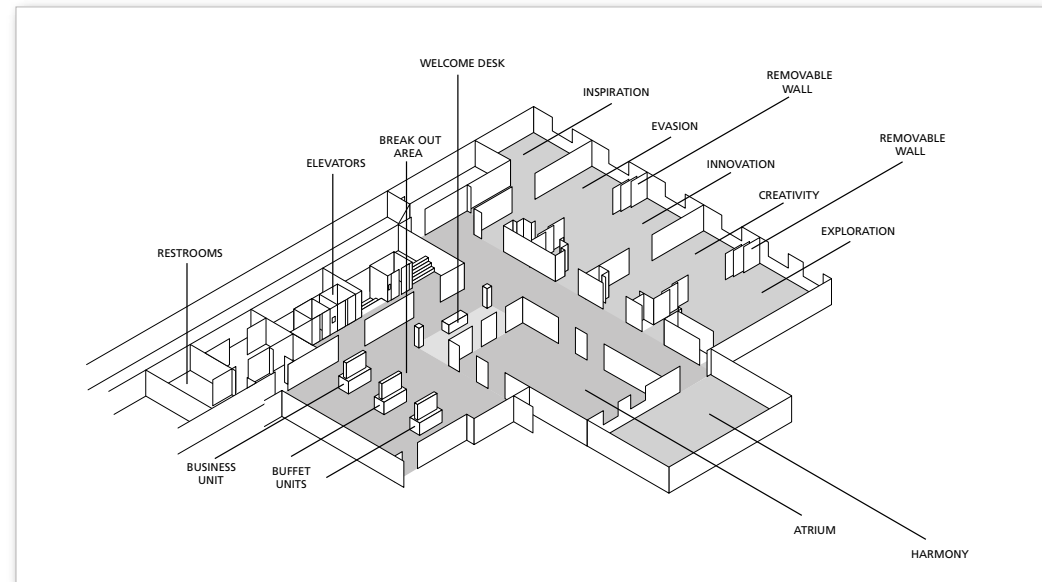 WELCOME DESK
INSPIRATION
REMOVABLE
WALL
EVASION
BREAK OUT
AREA
REMOVABLE
WALL
ELEVATORS
INNOVATION
CREATIVITY
EXPLORATION
RESTROOMS
BUSINESS
UNIT
BUFFET
UNITS
ATRIUM
HARMONY